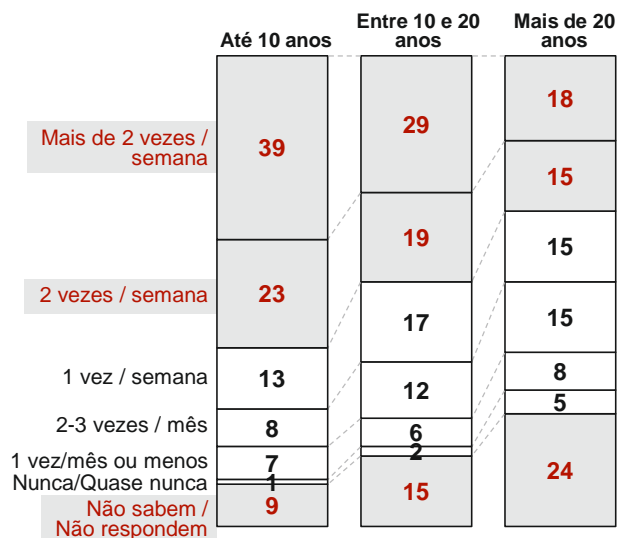 Até 10 anos
Entre 10 e 20
anos
Mais de 20
anos
Mais de 2 vezes /
semana
39
29
18
2 vezes / semana
23
19
15
1 vez / semana
13
17
15
2-3 vezes / mês
8
12
15
1 vez/mês ou menos
7
6
8
Nunca/Quase nunca
1
2
5
Não sabem /
Não respondem
9
15
24